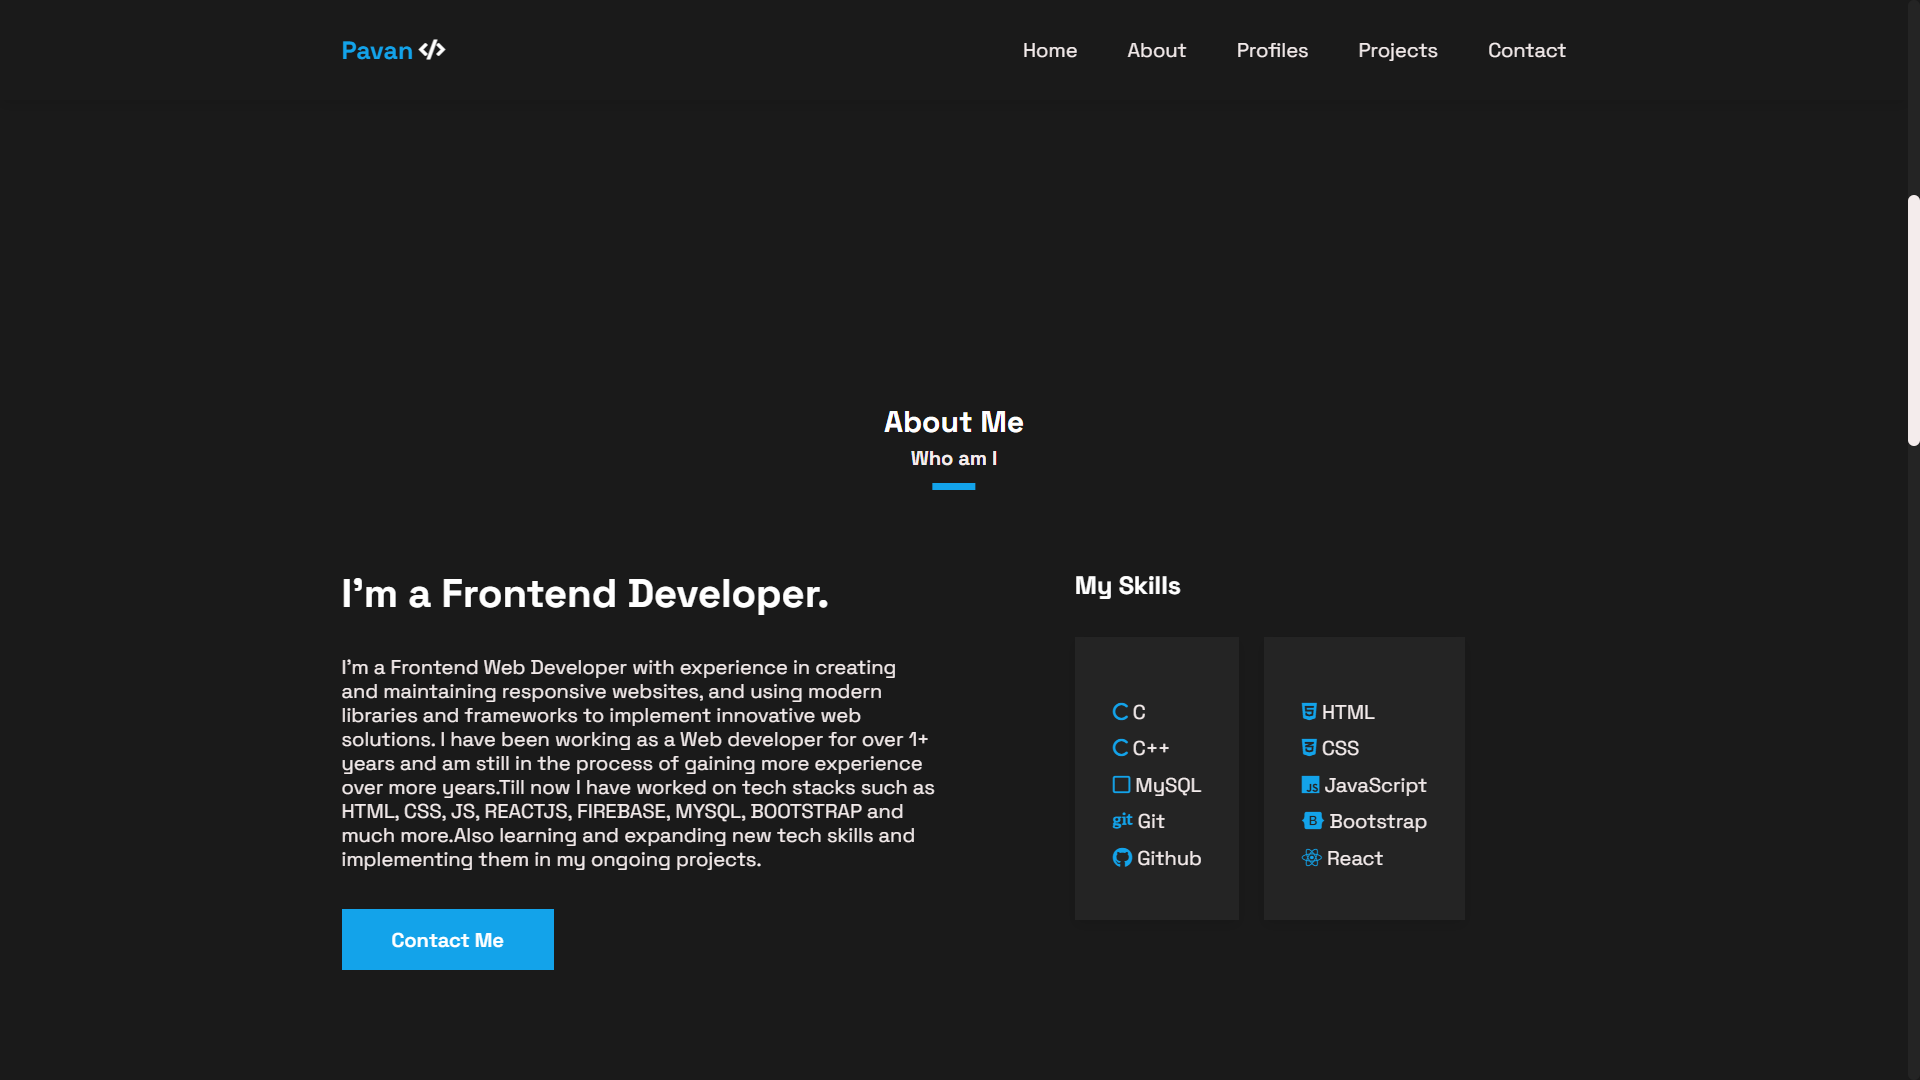 Pavan </>
Home About Profiles Projects Contact
About Me
Who am I
I'm a Frontend Developer.
I'm a Frontend Web Developer with experience in creating
and maintaining responsive websites, and using modern
libraries and frameworks to implement innovative web
solutions. I have been working as a Web developer for over 1+
years and am still in the process of gaining more experience
over more years.Till now I have worked on tech stacks such as
HTML, CSS, JS, REACTJS, FIREBASE, MYSQL, BOOTSTRAP and
much more.Also learning and expanding new tech skills and
implementing them in my ongoing projects.
Contact Me
My Skills
C C
C C++
MySQL
git Git
Github
5 HTML
3 CSS
JS JavaScript
B Bootstrap
React